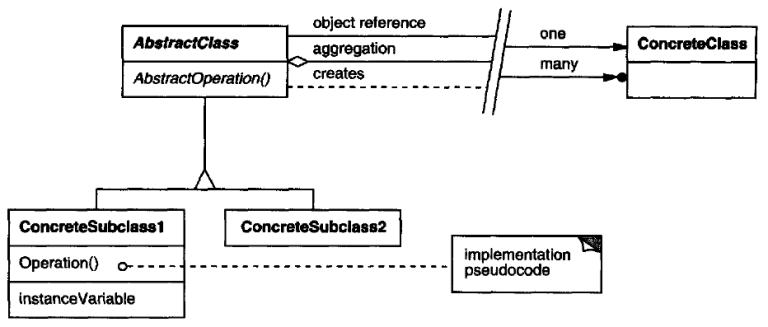 object reference
AbstractClass
aggregation
one
ConcreteClass
AbstractOperation()
creates
many
ConcreteSubclass1
ConcreteSubclass2
Operation()
implementation
pseudocode
instanceVariable